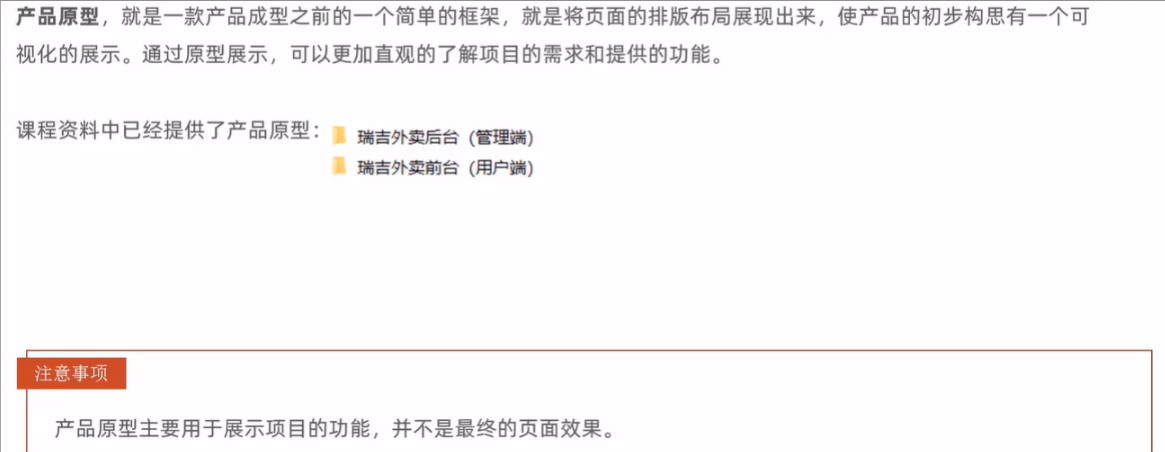 产品原型，就是一款产品成型之前的一个简单的框架，就是将页面的排版布局展现出来，使产品的初步构思有一个可
视化的展示。通过原型展示，可以更加直观的了解项目的需求和提供的功能。
课程资料中已经提供了产品原型：
瑞吉外卖后台（管理端）
瑞吉外卖前台（用户端）
注意事项
产品原型主要用于展示项目的功能，并不是最终的页面效果。